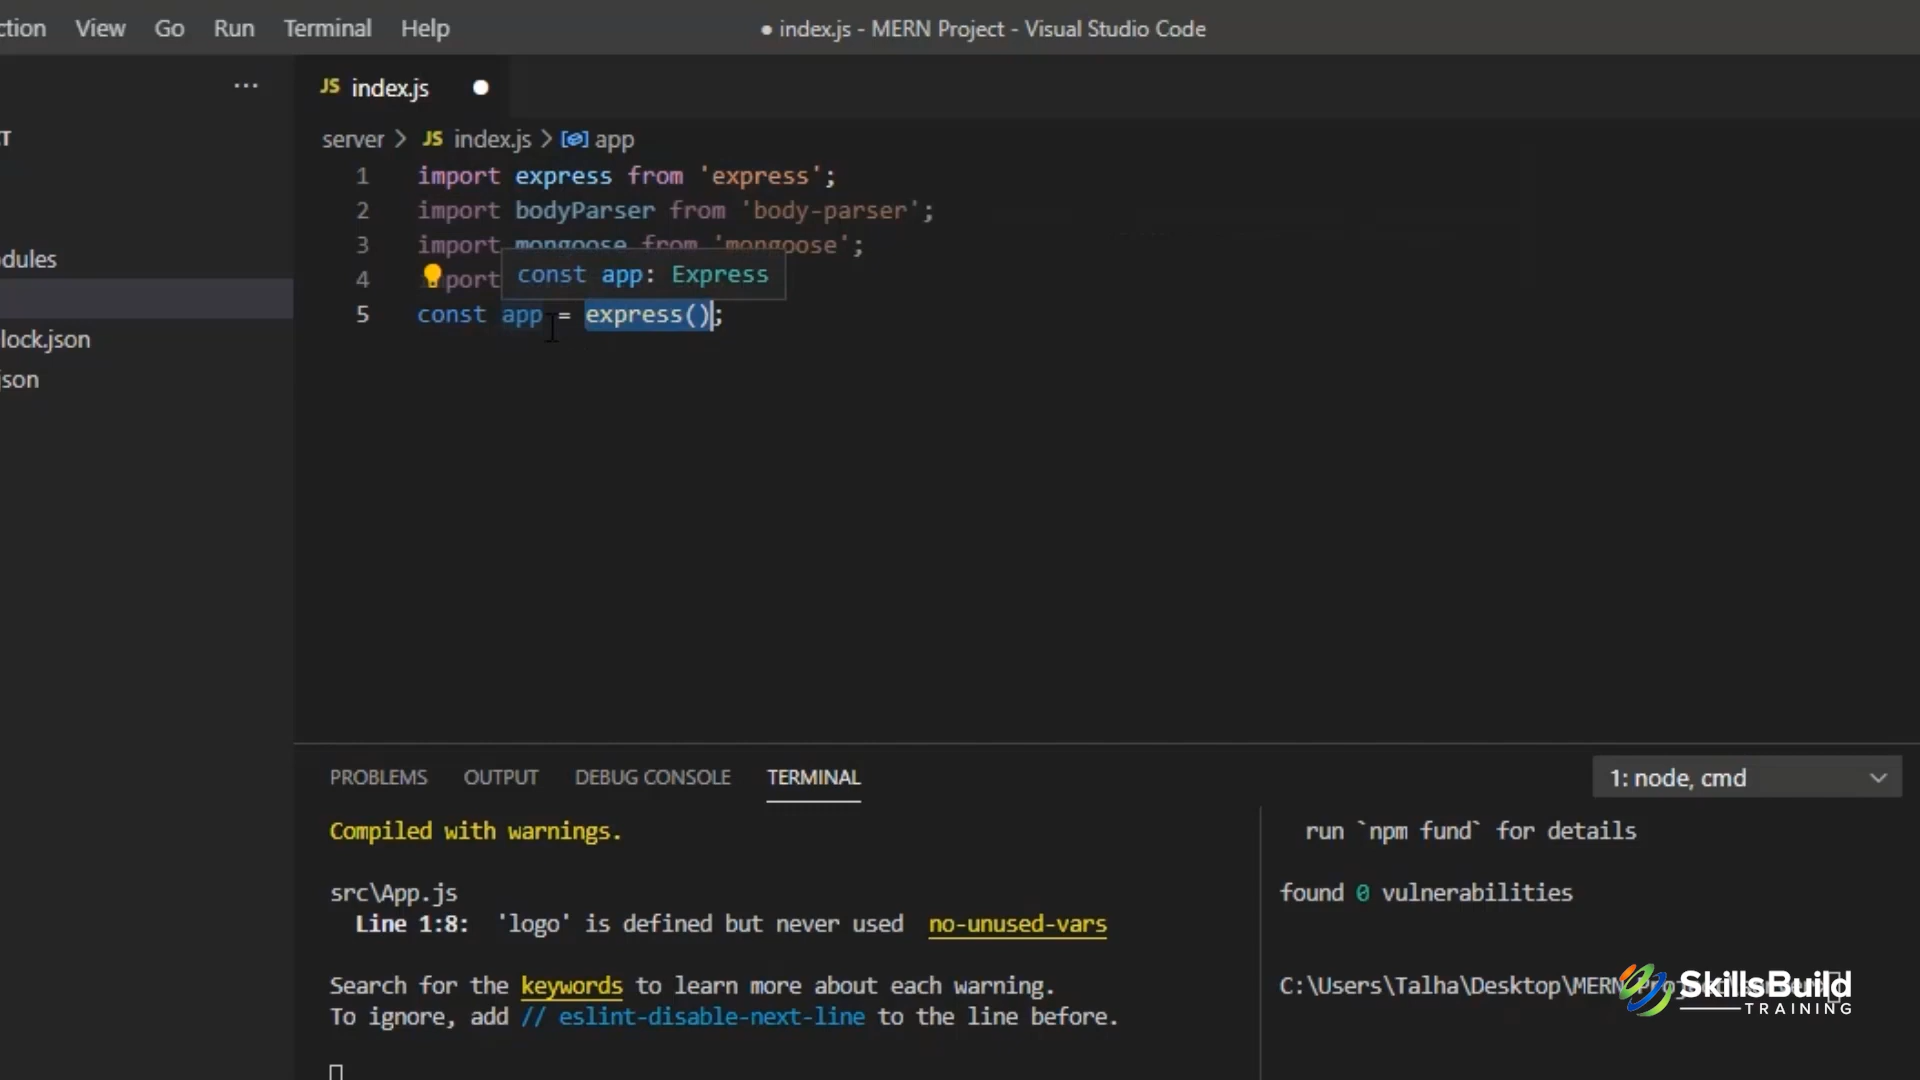 ction View Go Run Terminal Help
● index.js - MERN Project - Visual Studio Code
...
JS index.js ●
T
server > JS index.js > app
1 import express from 'express';
2 import bodyParser from 'body-parser';
3 import mongoose from 'mongoose';
4 port
const app: Express
5 const app = express();
dules
lock.json
json
PROBLEMS OUTPUT DEBUG CONSOLE TERMINAL
1: node, cmd
Compiled with warnings.
src\App.js
Line 1:8: 'logo' is defined but never used no-unused-vars
Search for the keywords to learn more about each warning.
To ignore, add // eslint-disable-next-line to the line before.
run `npm fund` for details
found 0 vulnerabilities
C:\Users\Talha\Desktop\MERN
SkillsBuild
TRAINING